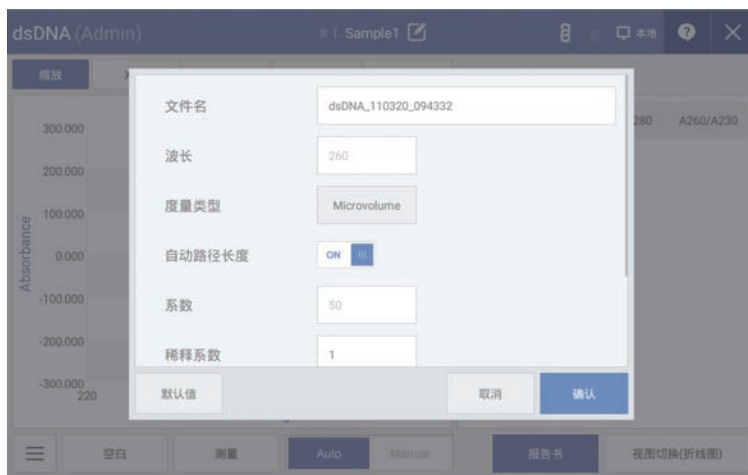 dsDNA (Admin)
# 1. Sample1
本地
缩放
文件名
dsDNA_110320_094332
波长
260
度量类型
Microvolume
自动路径长度
ON
系数
50
稀释系数
1
默认值
取消
确认
280
A260/A230
Absorbance
300.000
200.000
100.000
0.000
-100.000
-200.000
-300.000
220
空白
测量
Auto
Manual
报告书
视图切换(折线图)